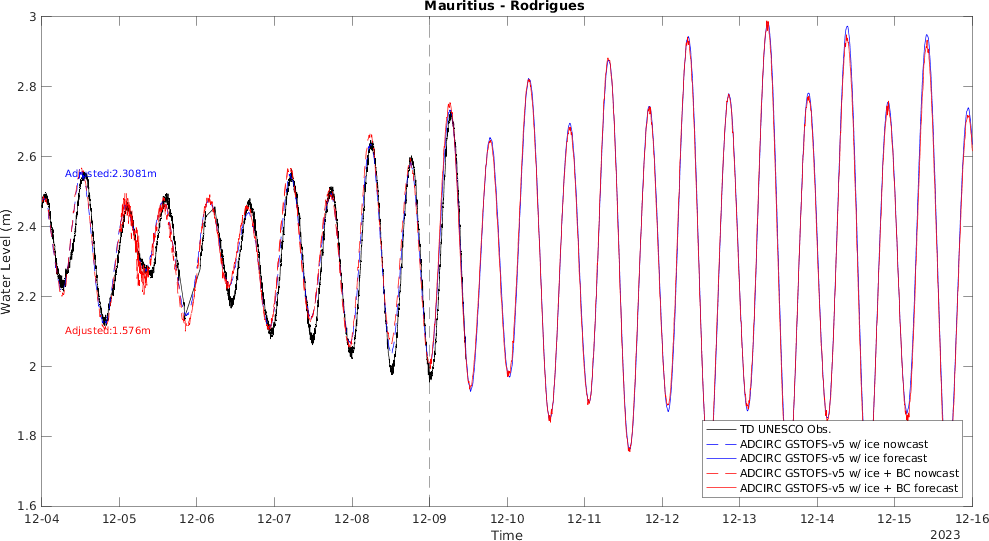 Mauritius - Rodrigues
3
2.8
2.6
2.4
2.2
2
1.8
1.6
Water Level (m)
Adjusted:2.3081m
Adjusted:1.576m
TD UNESCO Obs.
ADCIRC GSTOFS-v5 w/ ice nowcast
ADCIRC GSTOFS-v5 w/ ice forecast
ADCIRC GSTOFS-v5 w/ ice + BC nowcast
ADCIRC GSTOFS-v5 w/ ice + BC forecast
12-04 12-05 12-06 12-07 12-08 12-09 12-10 12-11 12-12 12-13 12-14 12-15 12-16
Time
2023